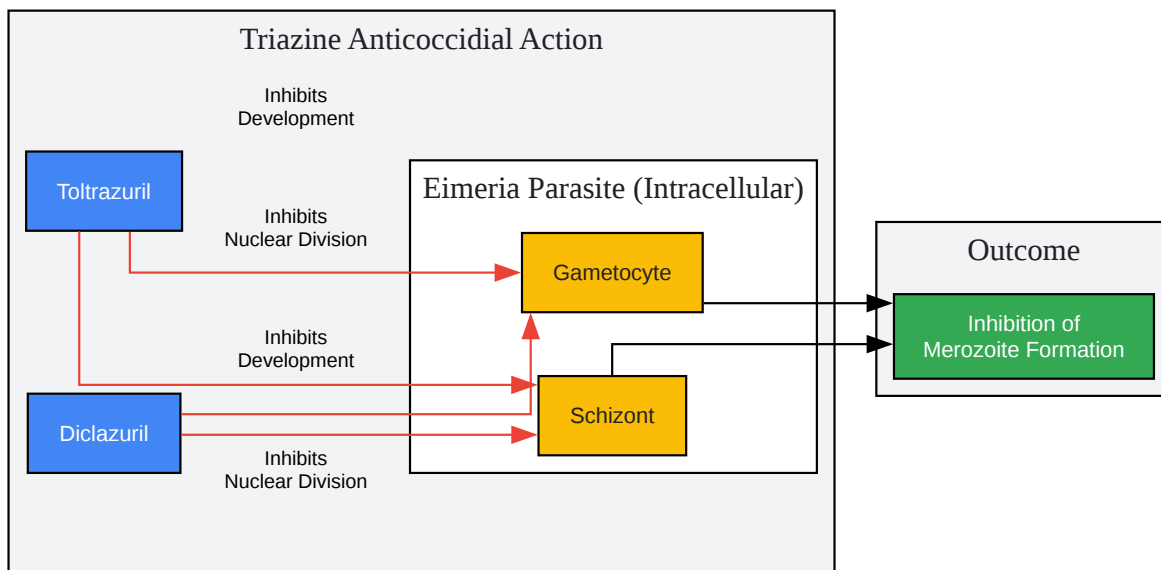 Triazine Anticoccidial Action
Inhibits
Development
Toltrazuril
Eimeria Parasite (Intracellular)
Inhibits
Nuclear Division
Gametocyte
Outcome
Inhibition of
Merozoite Formation
Inhibits
Development
Schizont
Diclazuril
Inhibits
Nuclear Division